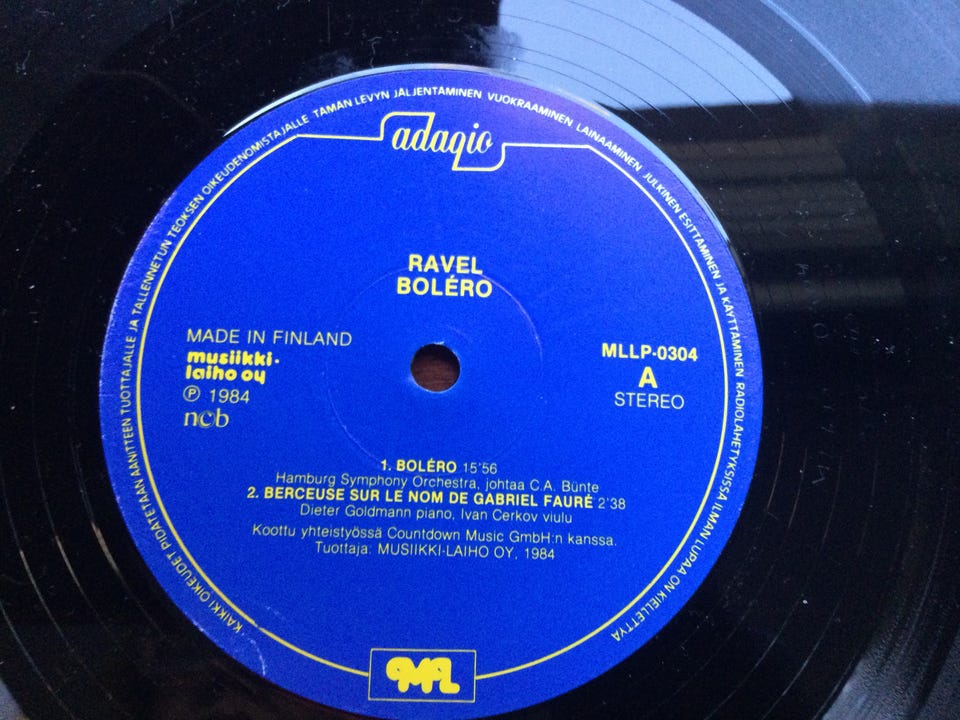 KAIKKI OIKEUDET PIDÄTETÄÄN ÄÄNITTEEN TUOTTAJALLE JA TALLENNETUN TEOKSEN OIKEUDENOMISTAJALLE TÄMÄN LEVYN JÄLJENTÄMINEN VUOKRAAMINEN LAINAAMINEN JULKINEN ESITTÄMINEN JA KÄYTTÄMINEN RADIOLÄHETYKSISSÄ ILMAN LUPAA ON KIELLETTYÄ
adagio
RAVEL
BOLÉRO
MADE IN FINLAND
musiikki-
laiho oy
℗ 1984
ncb
MLLP-0304
A
STEREO
1. BOLÉRO 15'56
Hamburg Symphony Orchestra, johtaa C.A. Bünte
2. BERCEUSE SUR LE NOM DE GABRIEL FAURÉ 2'38
Dieter Goldmann piano, Ivan Cerkov viulu
Koottu yhteistyössä Countdown Music GmbH:n kanssa.
Tuottaja: MUSIIKKI-LAIHO OY, 1984